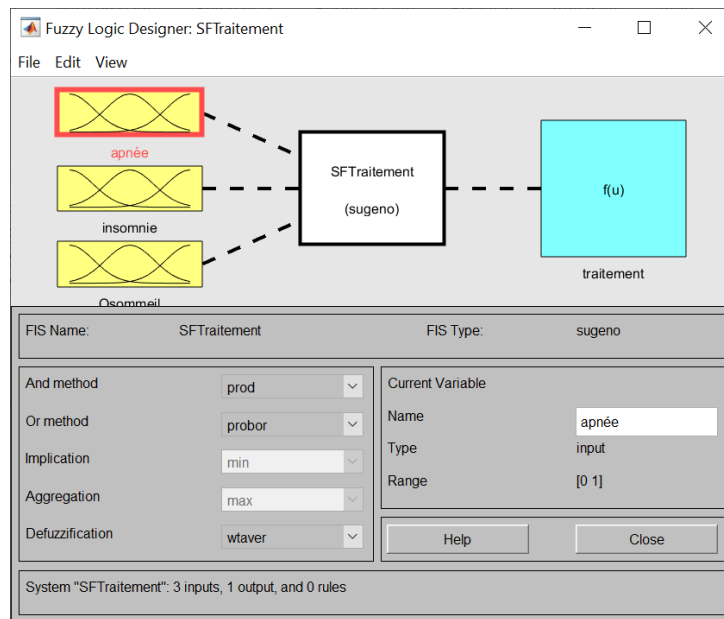 Fuzzy Logic Designer: SFTraitement
File Edit View
apnée
insomnie
Qsommeil
SFTraitement
(sugeno)
f(u)
traitement
FIS Name: SFTraitement FIS Type: sugeno
And method prod
Or method probor
Implication min
Aggregation max
Defuzzification wtaver
Current Variable
Name apnée
Type input
Range [0 1]
Help Close
System "SFTraitement": 3 inputs, 1 output, and 0 rules